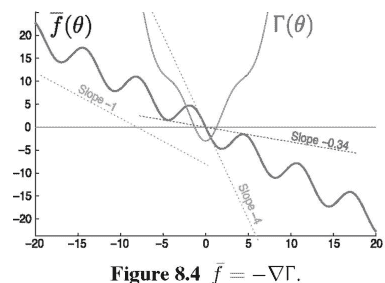 f̄(θ) Γ(θ)
20
15
10
5
0
-5
-10
-15
-20
Slope -1
Slope -0.34
Slope -4
-20 -15 -10 -5 0 5 10 15 20
Figure 8.4 f̄ = −∇Γ.